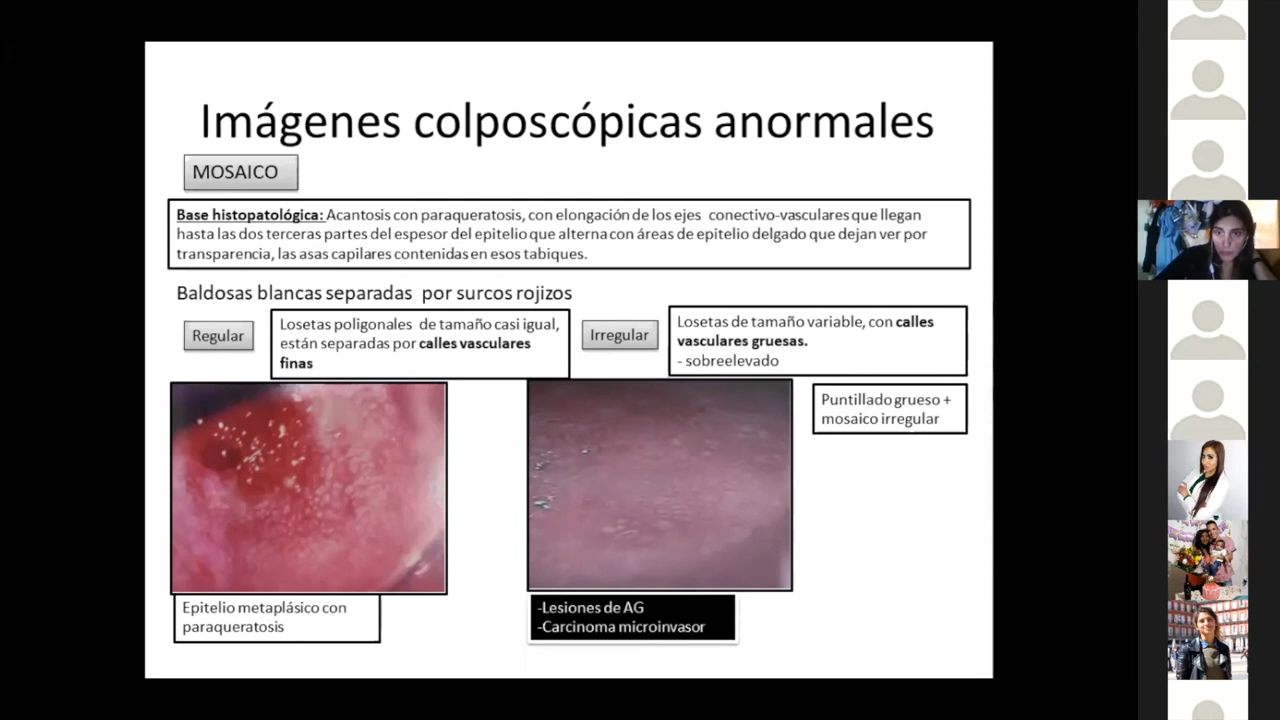 Imágenes colposcópicas anormales
MOSAICO
Base histopatológica: Acantosis con paraqueratosis, con elongación de los ejes conectivo-vasculares que llegan
hasta las dos terceras partes del espesor del epitelio que alterna con áreas de epitelio delgado que dejan ver por
transparencia, las asas capilares contenidas en esos tabiques.
Baldosas blancas separadas por surcos rojizos
Regular
Losetas poligonales de tamaño casi igual,
están separadas por calles vasculares
finas
Irregular
Losetas de tamaño variable, con calles
vasculares gruesas.
- sobreelevado
Puntillado grueso +
mosaico irregular
Epitelio metaplásico con
paraqueratosis
-Lesiones de AG
-Carcinoma microinvasor